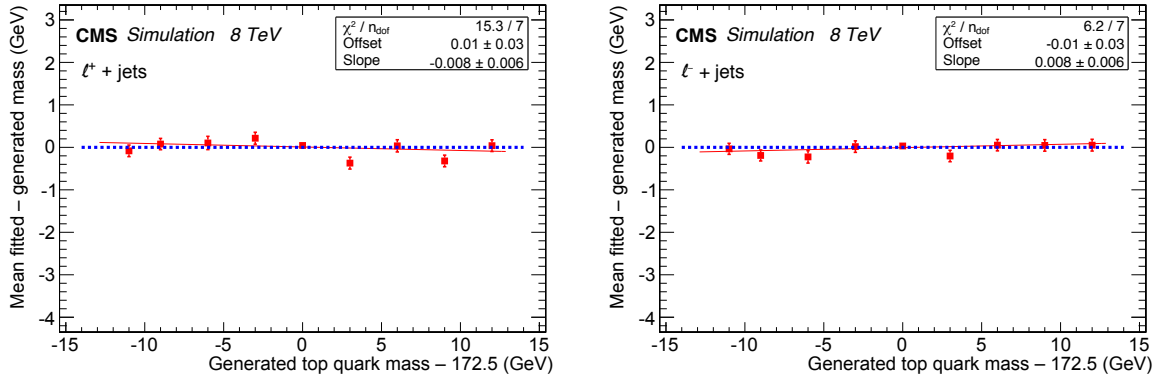 Mean fitted – generated mass (GeV)
3
2
1
0
-1
-2
-3
-4
CMS Simulation 8 TeV
ℓ⁺ + jets
χ² / n_dof 15.3 / 7
Offset 0.01 ± 0.03
Slope -0.008 ± 0.006
-15 -10 -5 0 5 10 15
Generated top quark mass – 172.5 (GeV)
Mean fitted – generated mass (GeV)
3
2
1
0
-1
-2
-3
-4
CMS Simulation 8 TeV
ℓ⁻ + jets
χ² / n_dof 6.2 / 7
Offset -0.01 ± 0.03
Slope 0.008 ± 0.006
-15 -10 -5 0 5 10 15
Generated top quark mass – 172.5 (GeV)